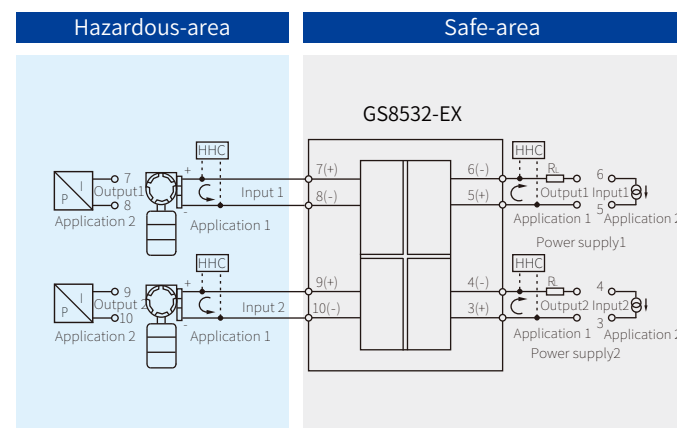 Hazardous-area
Safe-area
GS8532-EX
HHC
HHC
+ 7(+) 6(-) RL 6
7 I Output1 Input 1 Output1 Input1
P 8 - 8(-) 5(+) 5
Application 2 Application 1 Application 1 Application 2
Power supply1
HHC
HHC
+ 9(+) 4(-) RL 4
9 I Output 2 Input 2 Output2 Input2
P 10 - 10(-) 3(+) 3
Application 2 Application 1 Application 1 Application 2
Power supply2